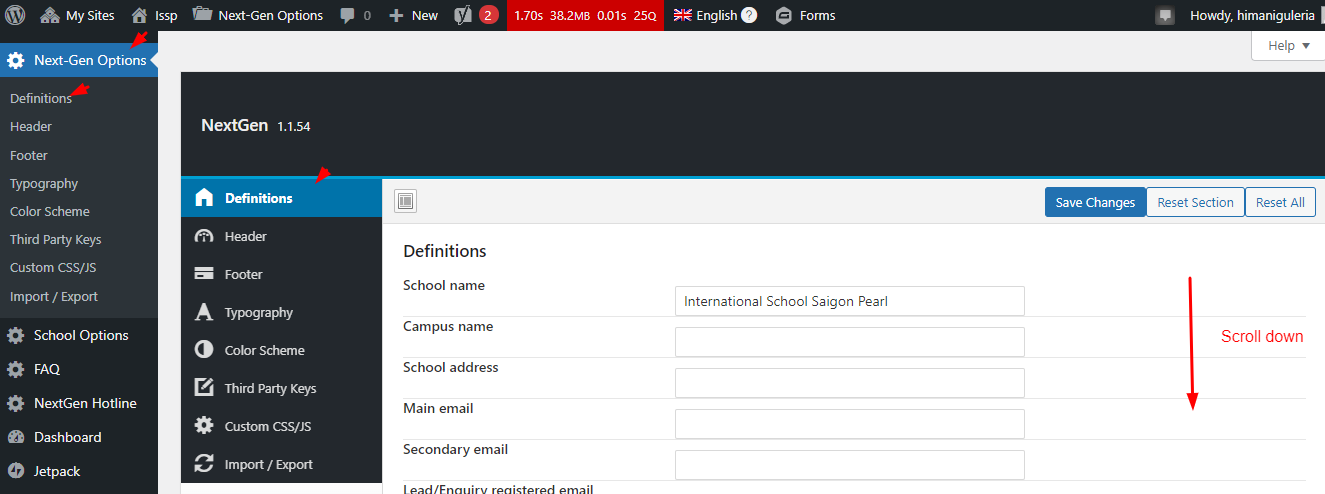 My Sites Issp Next-Gen Options 0 New 2 1.70s 38.2MB 0.01s 25Q English ? Forms Howdy, himaniguleria
Help
Next-Gen Options
Definitions
Header
Footer
Typography
Color Scheme
Third Party Keys
Custom CSS/JS
Import / Export
School Options
FAQ
NextGen Hotline
Dashboard
Jetpack
NextGen 1.1.54
Definitions
Header
Footer
Typography
Color Scheme
Third Party Keys
Custom CSS/JS
Import / Export
Save Changes Reset Section Reset All
Definitions
School name International School Saigon Pearl
Campus name
School address
Main email
Secondary email
Lead/Enquiry registered email
Scroll down